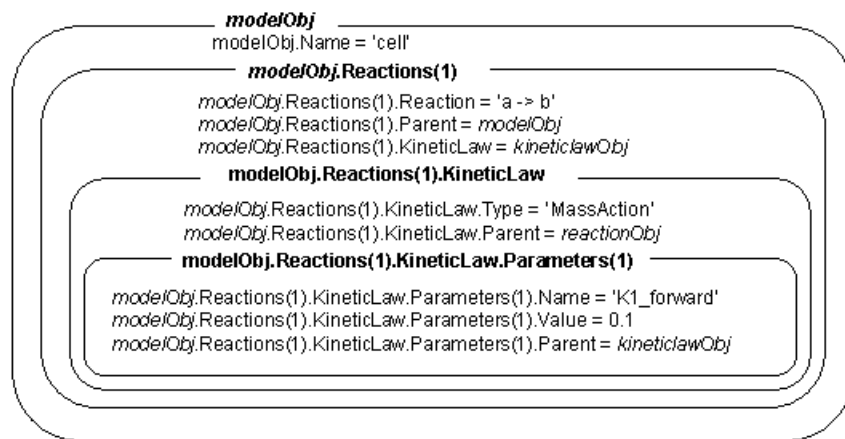 modelObj
modelObj.Name = 'cell'
modelObj.Reactions(1)
modelObj.Reactions(1).Reaction = 'a -> b'
modelObj.Reactions(1).Parent = modelObj
modelObj.Reactions(1).KineticLaw = kineticlawObj
modelObj.Reactions(1).KineticLaw
modelObj.Reactions(1).KineticLaw.Type = 'MassAction'
modelObj.Reactions(1).KineticLaw.Parent = reactionObj
modelObj.Reactions(1).KineticLaw.Parameters(1)
modelObj.Reactions(1).KineticLaw.Parameters(1).Name = 'K1_forward'
modelObj.Reactions(1).KineticLaw.Parameters(1).Value = 0.1
modelObj.Reactions(1).KineticLaw.Parameters(1).Parent = kineticlawObj